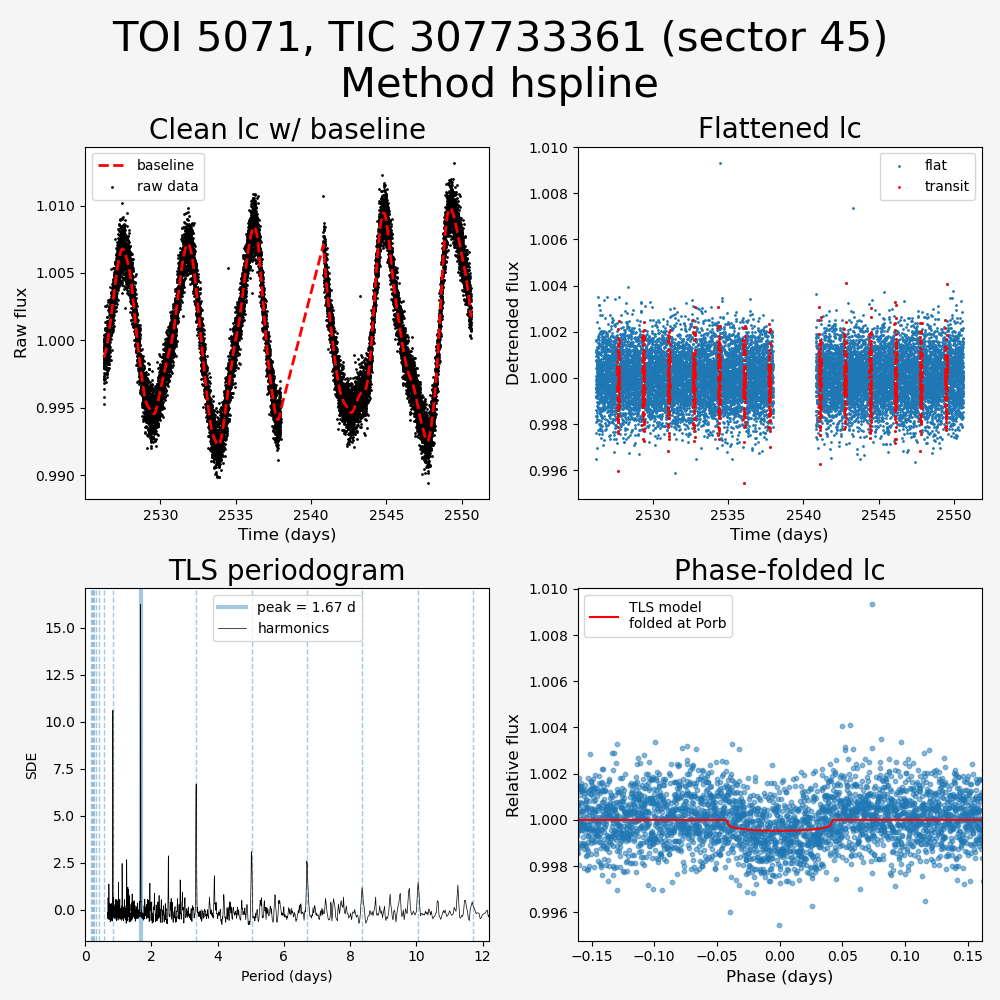 TOI 5071, TIC 307733361 (sector 45)
Method hspline
Clean lc w/ baseline
baseline
raw data
1.010
1.005
1.000
0.995
0.990
Raw flux
2530
2535
2540
2545
2550
Time (days)
Flattened lc
flat
transit
1.010
1.008
1.006
1.004
1.002
1.000
0.998
0.996
Detrended flux
2530
2535
2540
2545
2550
Time (days)
TLS periodogram
peak = 1.67 d
harmonics
15.0
12.5
10.0
7.5
5.0
2.5
0.0
SDE
0
2
4
6
8
10
12
Period (days)
Phase-folded lc
TLS model
folded at Porb
1.010
1.008
1.006
1.004
1.002
1.000
0.998
0.996
Relative flux
−0.15
−0.10
−0.05
0.00
0.05
0.10
0.15
Phase (days)